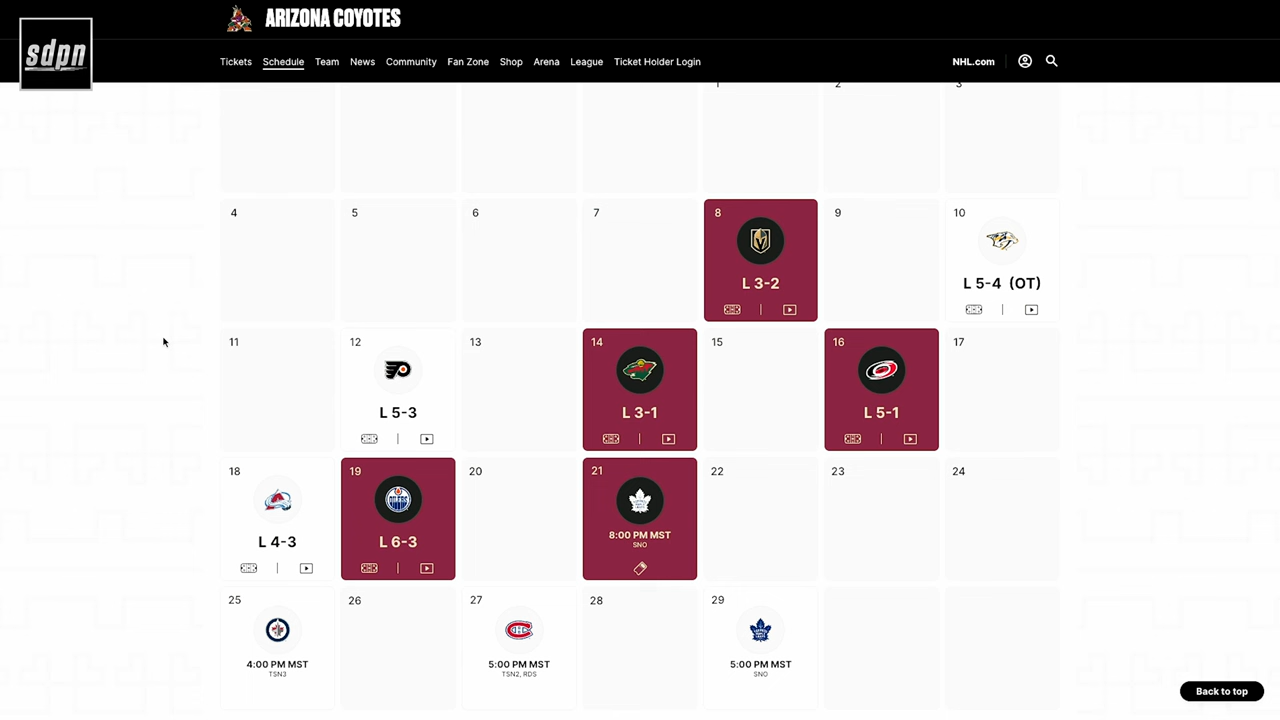 ARIZONA COYOTES
sdpn
Tickets Schedule Team News Community Fan Zone Shop Arena League Ticket Holder Login NHL.com
1 2 3
4 5 6 7 8 9 10
L 3-2 L 5-4 (OT)
11 12 13 14 15 16 17
L 5-3 L 3-1 L 5-1
18 19 20 21 22 23 24
8:00 PM MST
SNO
L 4-3 L 6-3
25 26 27 28 29
4:00 PM MST 5:00 PM MST 5:00 PM MST
TSN3 TSN2, RDS SNO
Back to top